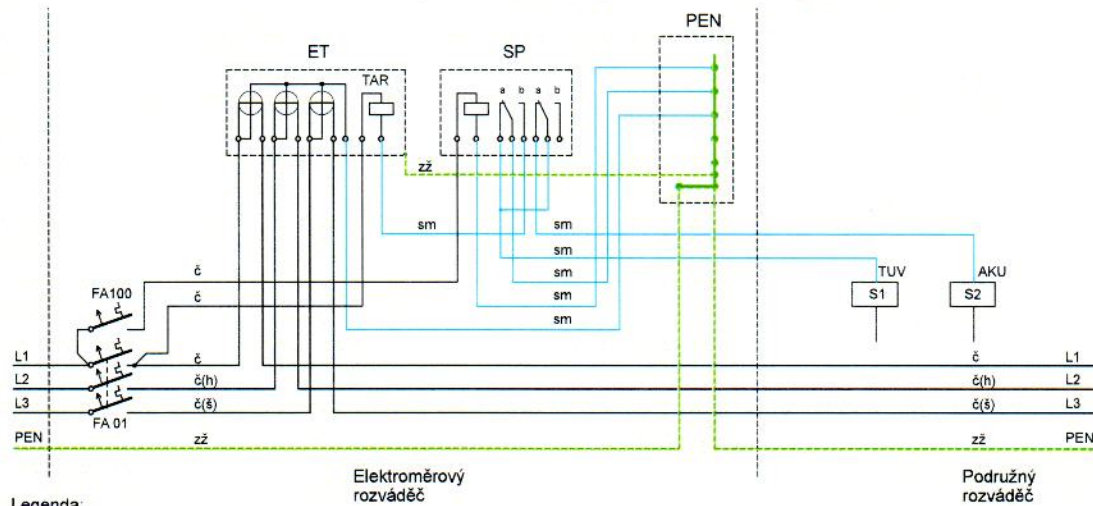 PEN
ET
SP
TAR
a b a b
zž
sm
sm
sm
sm
sm
sm
č
č
FA100
TUV
AKU
S1
S2
L1
č
č
L1
L2
č(h)
č(h)
L2
L3
č(š)
č(š)
L3
FA 01
PEN
zž
zž
PEN
Elektroměrový
rozváděč
Podružný
rozváděč
Legenda: